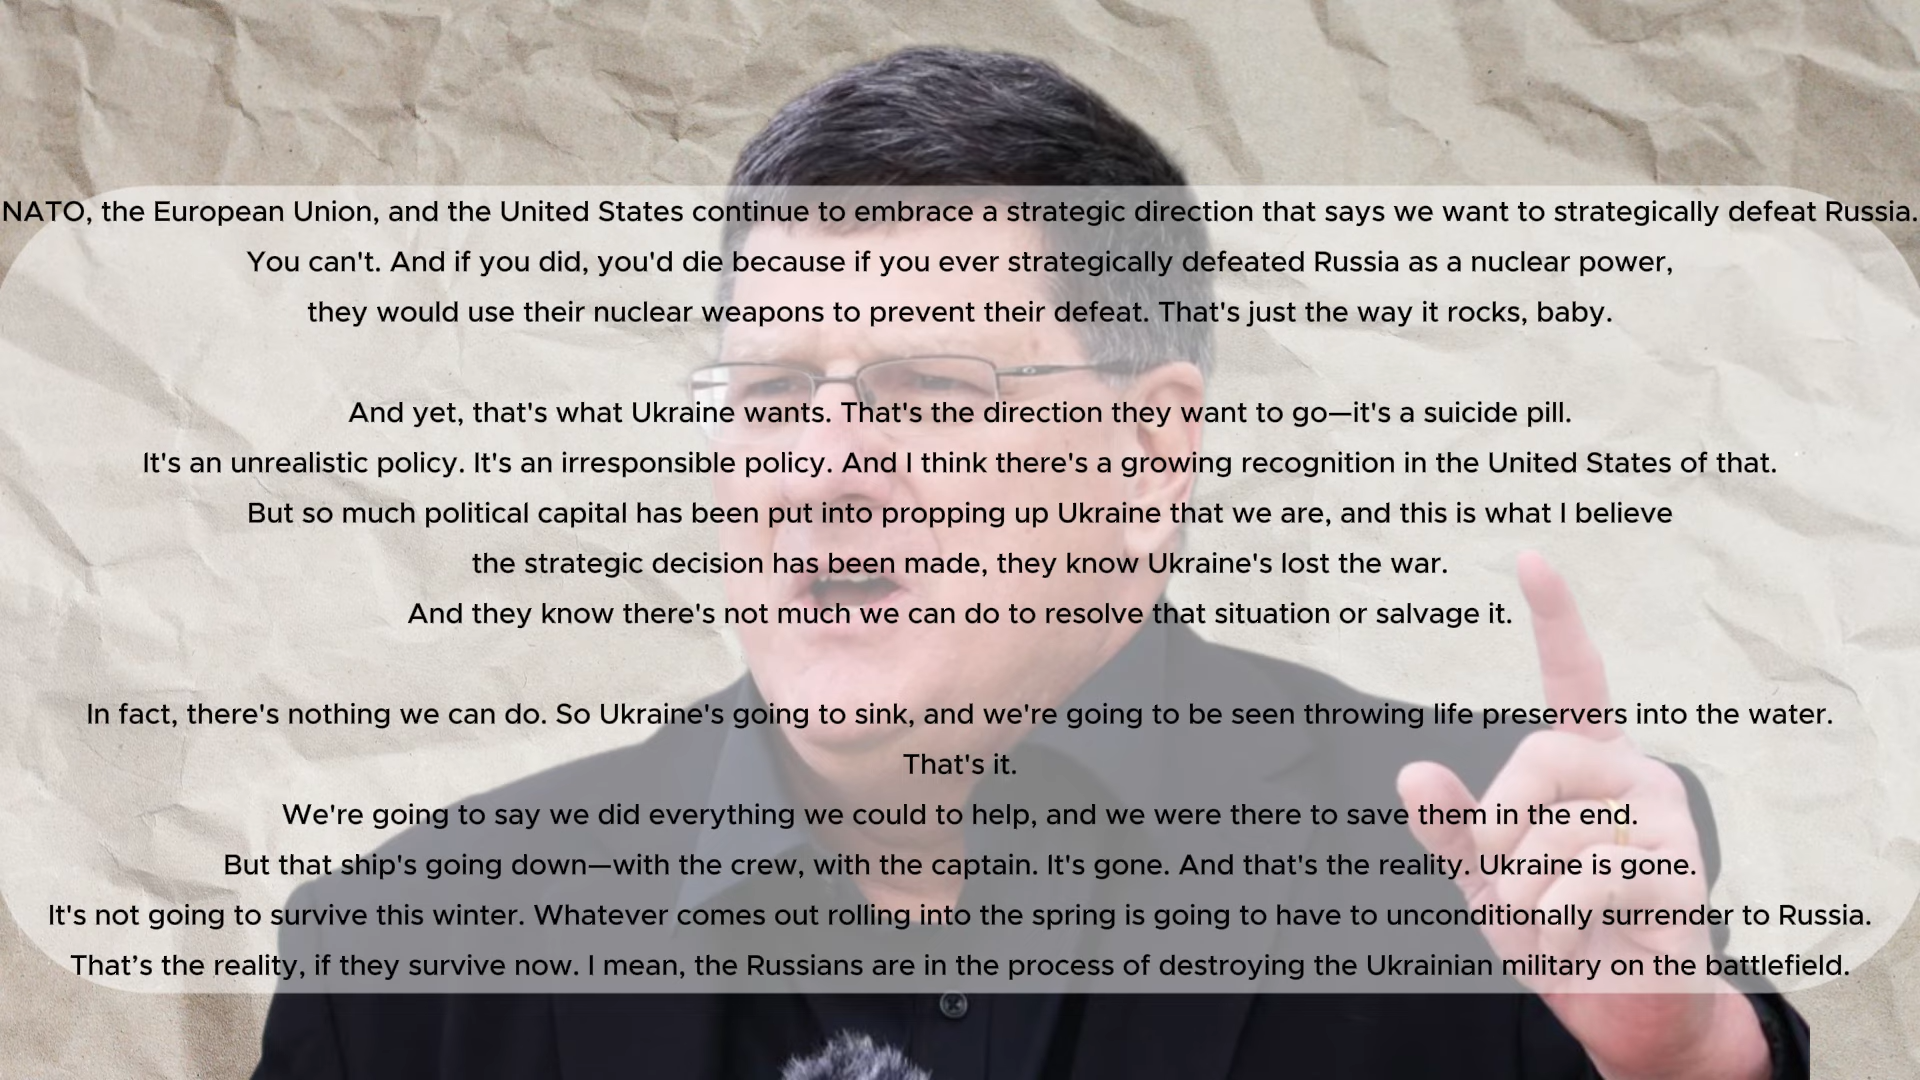 NATO, the European Union, and the United States continue to embrace a strategic direction that says we want to strategically defeat Russia.
You can't. And if you did, you'd die because if you ever strategically defeated Russia as a nuclear power,
they would use their nuclear weapons to prevent their defeat. That's just the way it rocks, baby.
And yet, that's what Ukraine wants. That's the direction they want to go—it's a suicide pill.
It's an unrealistic policy. It's an irresponsible policy. And I think there's a growing recognition in the United States of that.
But so much political capital has been put into propping up Ukraine that we are, and this is what I believe
the strategic decision has been made, they know Ukraine's lost the war.
And they know there's not much we can do to resolve that situation or salvage it.
In fact, there's nothing we can do. So Ukraine's going to sink, and we're going to be seen throwing life preservers into the water.
That's it.
We're going to say we did everything we could to help, and we were there to save them in the end.
But that ship's going down—with the crew, with the captain. It's gone. And that's the reality. Ukraine is gone.
It's not going to survive this winter. Whatever comes out rolling into the spring is going to have to unconditionally surrender to Russia.
That’s the reality, if they survive now. I mean, the Russians are in the process of destroying the Ukrainian military on the battlefield.